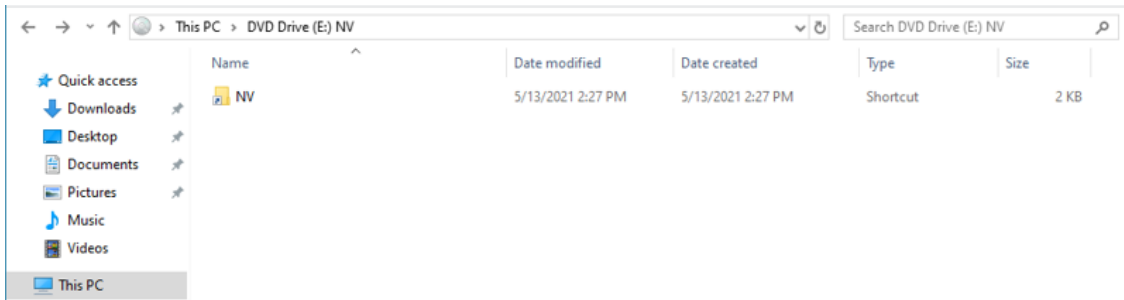 This PC > DVD Drive (E:) NV
Search DVD Drive (E:) NV
Name Date modified Date created Type Size
NV 5/13/2021 2:27 PM 5/13/2021 2:27 PM Shortcut 2 KB
Quick access
Downloads
Desktop
Documents
Pictures
Music
Videos
This PC